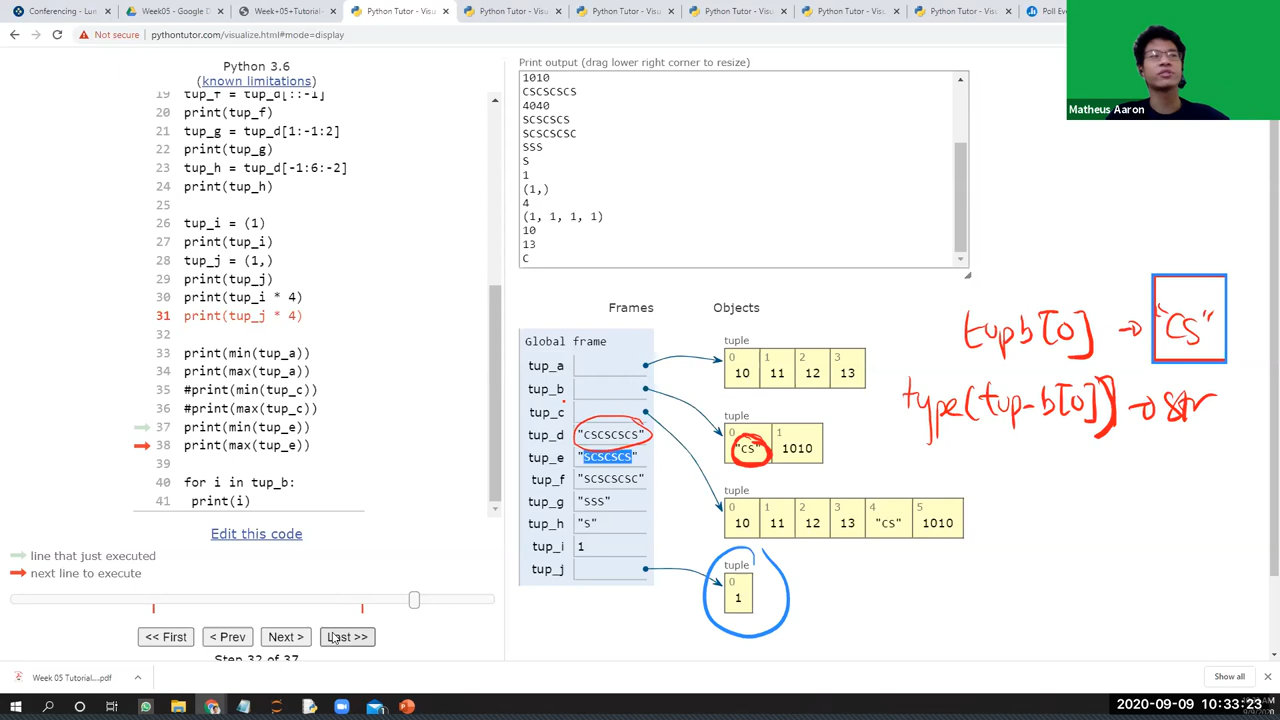 Conferencing - Lun
Week05 - Google D
Week+05+Tutorial-
Python Tutor - Visu
Python Tutor - Visu
Python Tutor - Visu
Python Tutor - Visu
Python Tutor - Visu
Python Tutor - Visu
Poll Eve
Not secure | pythontutor.com/visualize.html#mode=display
Matheus Aaron
Python 3.6
(known limitations)
19 tup_f = tup_d[::-1]
20 print(tup_f)
21 tup_g = tup_d[1:-1:2]
22 print(tup_g)
23 tup_h = tup_d[-1:6:-2]
24 print(tup_h)
25
26 tup_i = (1)
27 print(tup_i)
28 tup_j = (1,)
29 print(tup_j)
30 print(tup_i * 4)
31 print(tup_j * 4)
32
33 print(min(tup_a))
34 print(max(tup_a))
35 #print(min(tup_c))
36 #print(max(tup_c))
37 print(min(tup_e))
38 print(max(tup_e))
39
40 for i in tup_b:
41 print(i)
Edit this code
line that just executed
next line to execute
<< First < Prev Next > Last >>
Step 32 of 37
Print output (drag lower right corner to resize)
1010
CSCSCSCS
4040
SCSCSCS
SCSCSCSC
SSS
S
1
(1,)
4
(1, 1, 1, 1)
10
13
C
Frames Objects
Global frame
tup_a
tup_b
tup_c
tup_d "CSCSCSCS"
tup_e "SCSCSCS"
tup_f "SCSCSCSC"
tup_g "SSS"
tup_h "S"
tup_i 1
tup_j
tuple
0 1 2 3
10 11 12 13
tuple
0 1
"CS" 1010
tuple
0 1 2 3 4 5
10 11 12 13 "CS" 1010
tuple
0
1
tupb[0] → "CS"
type(tup-b[0]) → str
Week 05 Tutorial....pdf
Show all
2020-09-09 10:33:23